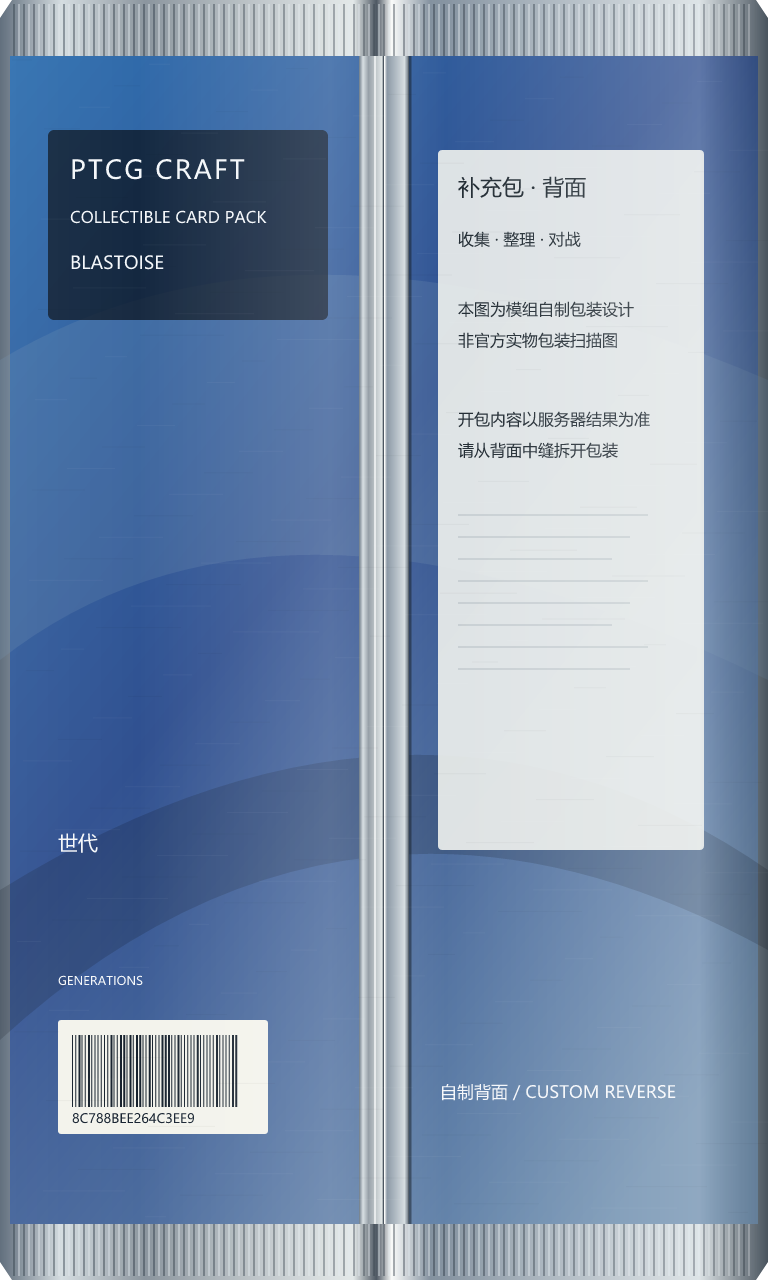 PTCG CRAFT
COLLECTIBLE CARD PACK
BLASTOISE
世代
GENERATIONS
8C788BEE264C3EE9
补充包 · 背面
收集 · 整理 · 对战
本图为模组自制包装设计
非官方实物包装扫描图
开包内容以服务器结果为准
请从背面中缝拆开包装
自制背面 / CUSTOM REVERSE